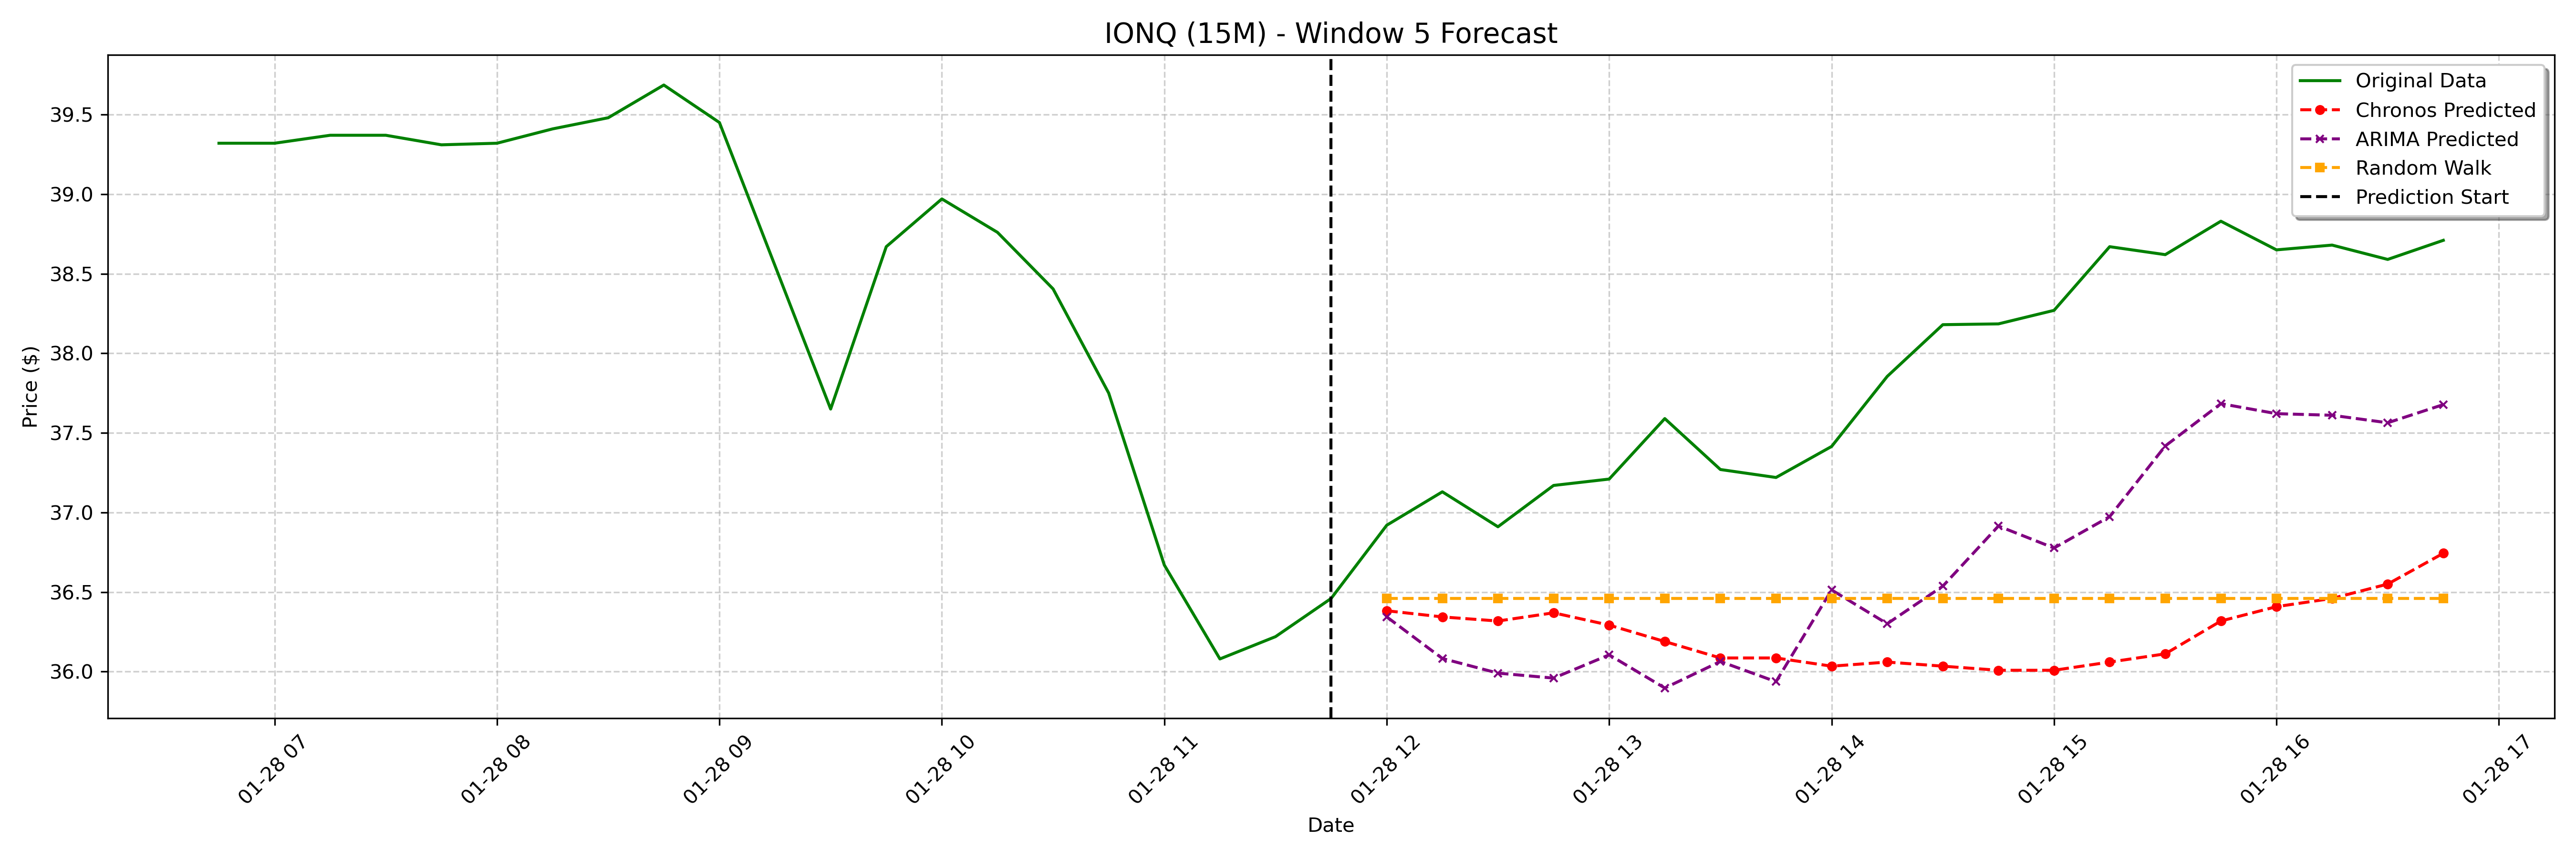 IONQ (15M) - Window 5 Forecast
Original Data
Chronos Predicted
ARIMA Predicted
Random Walk
Prediction Start
Price ($)
39.5
39.0
38.5
38.0
37.5
37.0
36.5
36.0
01-28 07
01-28 08
01-28 09
01-28 10
01-28 11
01-28 12
01-28 13
01-28 14
01-28 15
01-28 16
01-28 17
Date